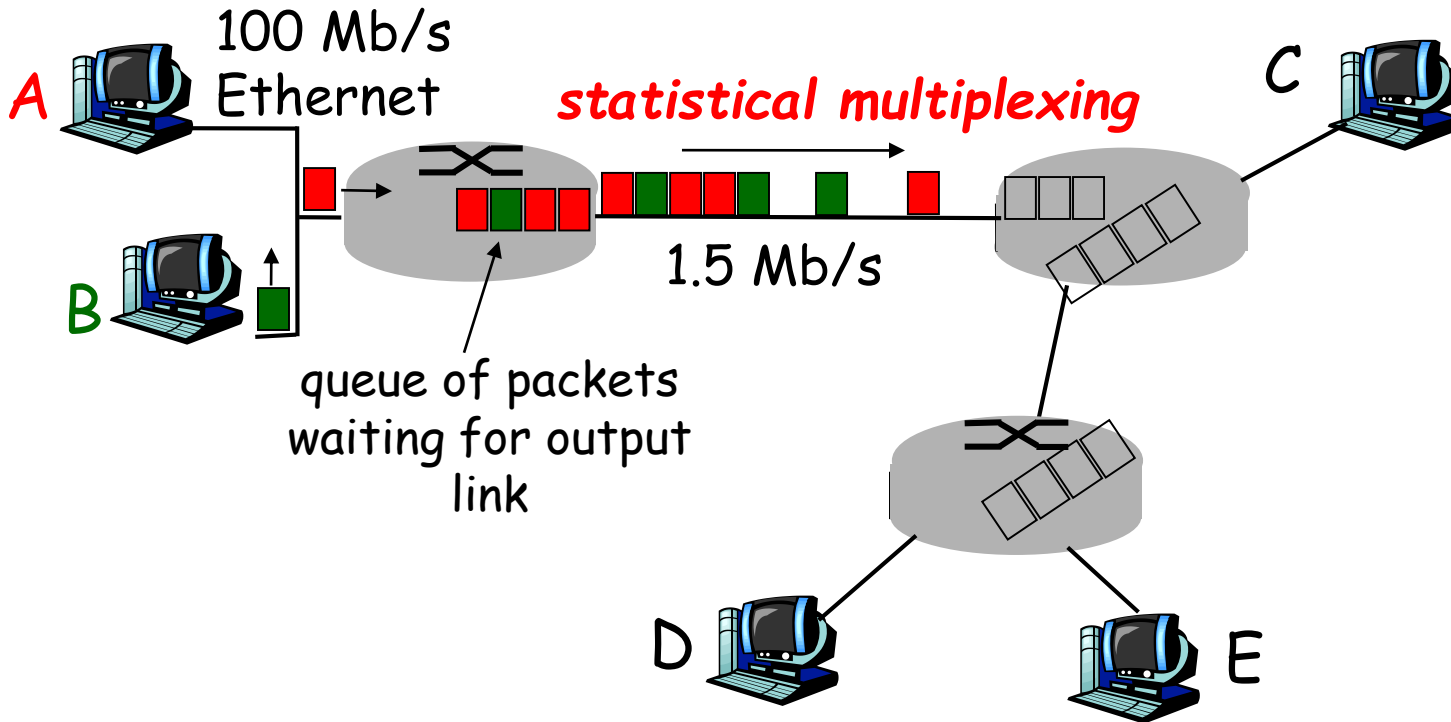 100 Mb/s
Ethernet
A
statistical multiplexing
C
1.5 Mb/s
B
queue of packets
waiting for output
link
D
E